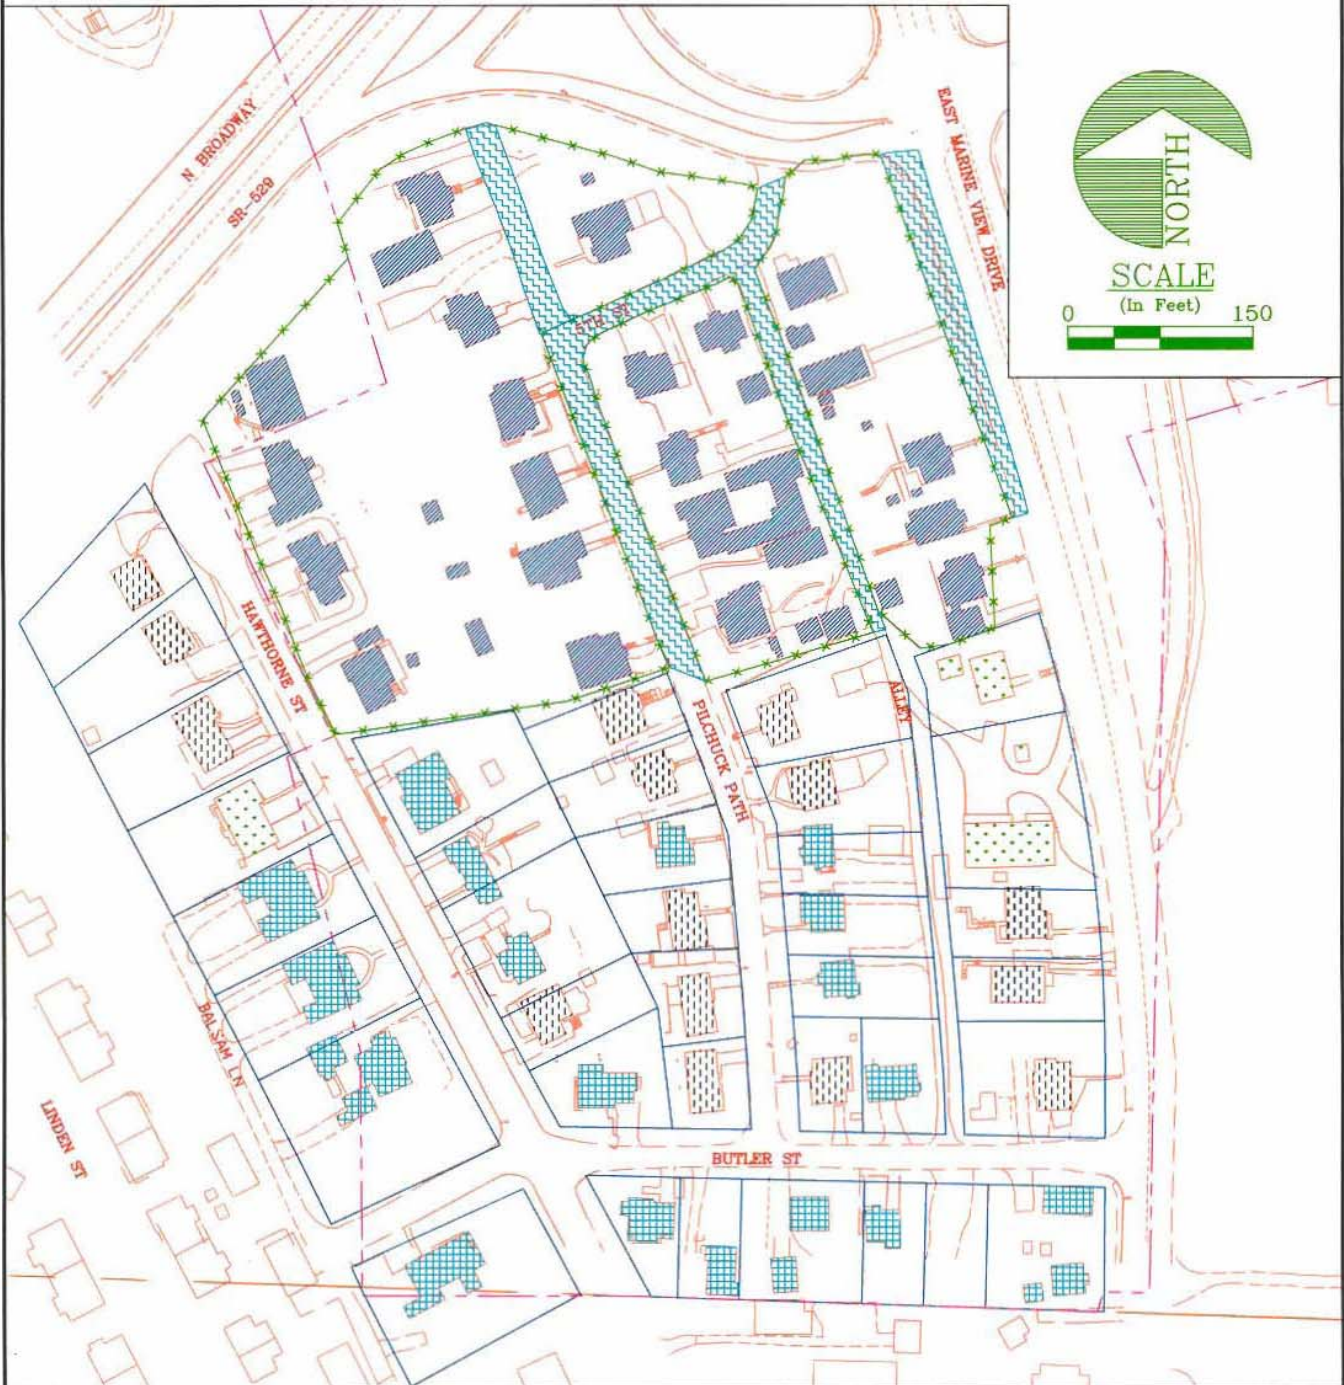 N BROADWAY
SR-529
EAST MARINE VIEW DRIVE
NORTH
SCALE
(In Feet)
0 150
5TH ST
HAWTHORNE ST
PILCHUCK PATH
ALLEY
BALSAM LN
LINDEN ST
BUTLER ST